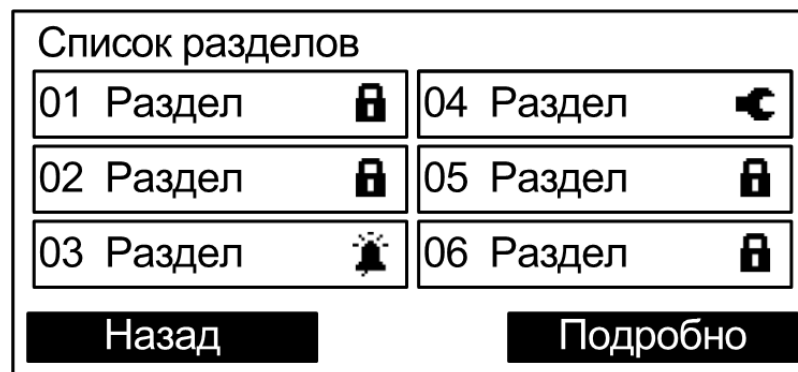 Список разделов
01 Раздел
04 Раздел
02 Раздел
05 Раздел
03 Раздел
06 Раздел
Назад
Подробно